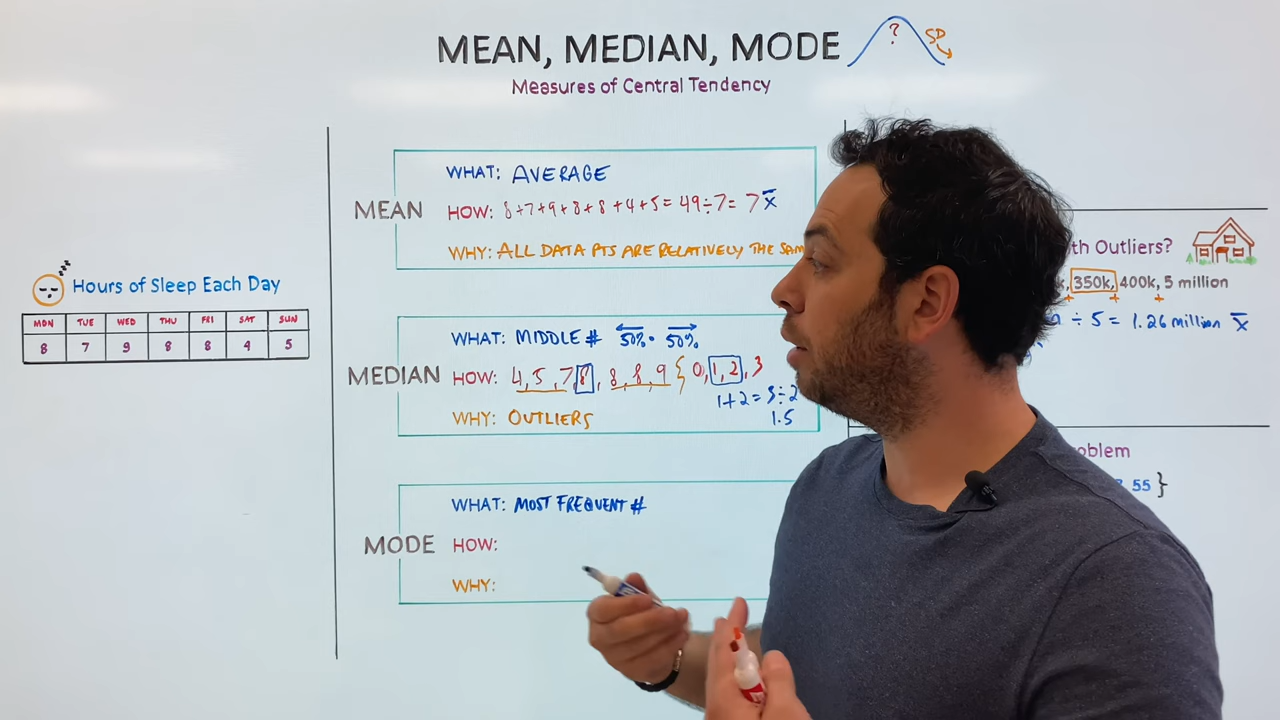 MEAN, MEDIAN, MODE
? SD
Measures of Central Tendency
Hours of Sleep Each Day
MON TUE WED THU FRI SAT SUN
8 7 9 8 8 4 5
MEAN
WHAT: AVERAGE
HOW: 8+7+9+8+8+4+5=49÷7=7 x̄
WHY: ALL DATA PTS ARE RELATIVELY THE SAM
MEDIAN
WHAT: MIDDLE # 50% 50%
HOW: 4,5,7 8, 8,8,9 { 0,1,2,3
1+2=3÷2
1.5
WHY: OUTLIERS
MODE
WHAT: MOST FREQUENT #
HOW:
WHY:
th Outliers?
k, 350k, 400k, 5 million
÷ 5 = 1.26 million x̄
oblem
55}